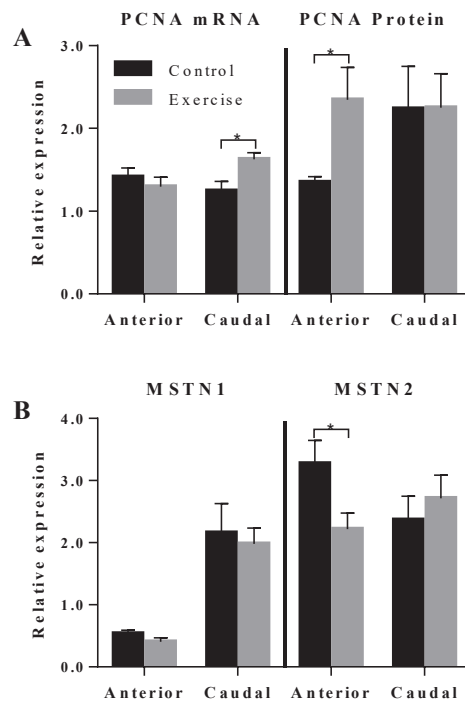 A
PCNA mRNA PCNA Protein
3.0
2.0
1.0
0.0
Relative expression
Control
Exercise
*
*
Anterior Caudal Anterior Caudal
B
MSTN1 MSTN2
4.0
3.0
2.0
1.0
0.0
Relative expression
*
Anterior Caudal Anterior Caudal